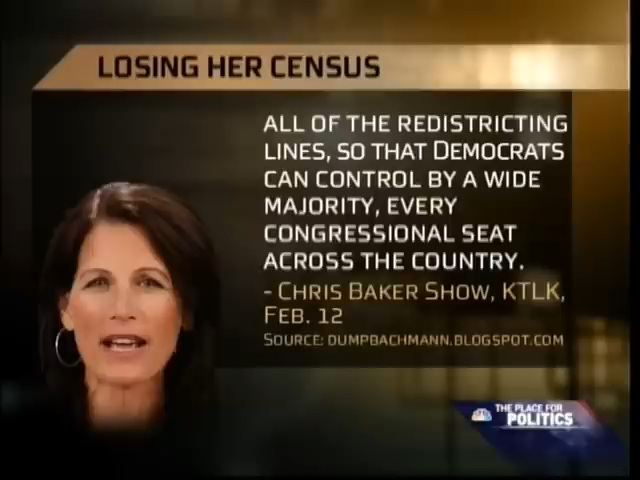 LOSING HER CENSUS
ALL OF THE REDISTRICTING
LINES, SO THAT DEMOCRATS
CAN CONTROL BY A WIDE
MAJORITY, EVERY
CONGRESSIONAL SEAT
ACROSS THE COUNTRY.
- CHRIS BAKER SHOW, KTLK,
FEB. 12
SOURCE: DUMPBACHMANN.BLOGSPOT.COM
THE PLACE FOR
POLITICS